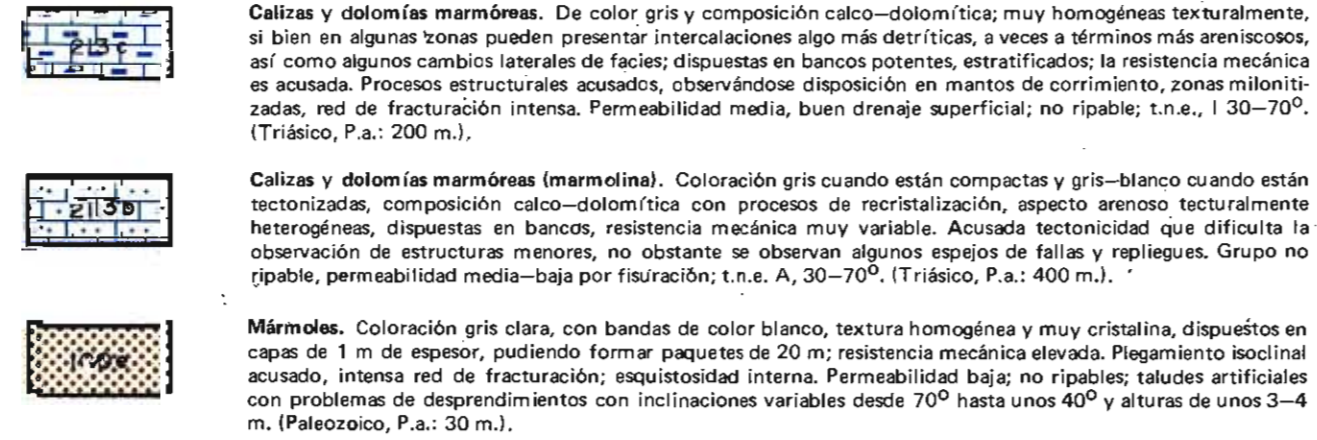 213c
Calizas y dolomías marmóreas. De color gris y composición calco—dolomítica; muy homogéneas texturalmente,
si bien en algunas zonas pueden presentar intercalaciones algo más detríticas, a veces a términos más areniscosos,
así como algunos cambios laterales de facies; dispuestas en bancos potentes, estratificados; la resistencia mecánica
es acusada. Procesos estructurales acusados, observándose disposición en mantos de corrimiento, zonas miloniti-
zadas, red de fracturación intensa. Permeabilidad media, buen drenaje superficial; no ripable; t.n.e., I 30—70º.
(Triásico, P.a.: 200 m.).
Calizas y dolomías marmóreas (marmolina). Coloración gris cuando están compactas y gris—blanco cuando están
tectonizadas, composición calco—dolomítica con procesos de recristalización, aspecto arenoso tecturalmente
heterogéneas, dispuestas en bancos, resistencia mecánica muy variable. Acusada tectonicidad que dificulta la
observación de estructuras menores, no obstante se observan algunos espejos de fallas y repliegues. Grupo no
ripable, permeabilidad media—baja por fisuración; t.n.e. A, 30—70º. (Triásico, P.a.: 400 m.).
Mármoles. Coloración gris clara, con bandas de color blanco, textura homogénea y muy cristalina, dispuestos en
capas de 1 m de espesor, pudiendo formar paquetes de 20 m; resistencia mecánica elevada. Plegamiento isoclinal
acusado, intensa red de fracturación; esquistosidad interna. Permeabilidad baja; no ripables; taludes artificiales
con problemas de desprendimientos con inclinaciones variables desde 70º hasta unos 40º y alturas de unos 3—4
m. (Paleozoico, P.a.: 30 m.).